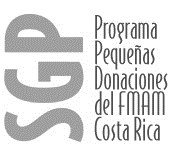 SGP
Programa
Pequeñas
Donaciones
del FMAM
Costa Rica